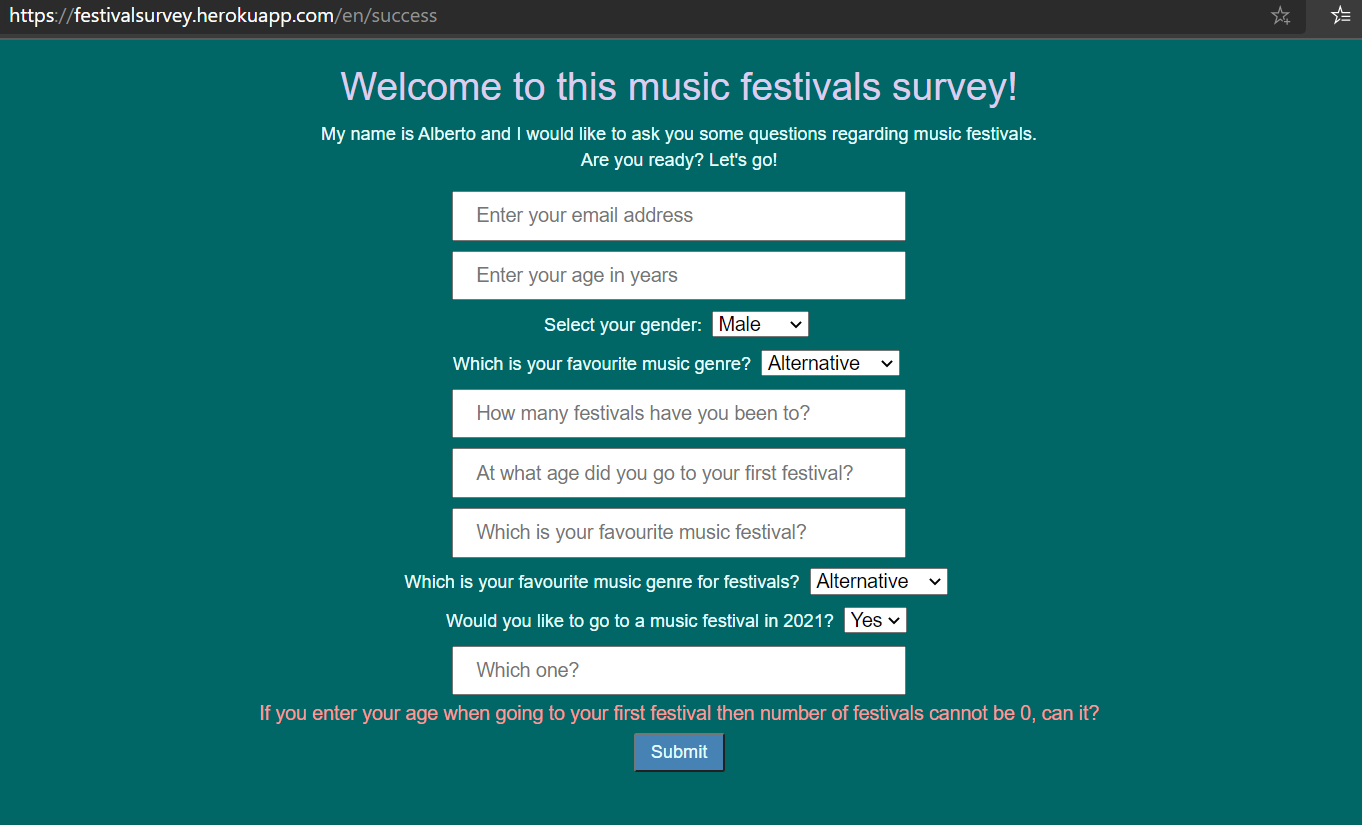 https://festivalsurvey.herokuapp.com/en/success
Welcome to this music festivals survey!
My name is Alberto and I would like to ask you some questions regarding music festivals.
Are you ready? Let's go!
Enter your email address
Enter your age in years
Select your gender: Male
Which is your favourite music genre? Alternative
How many festivals have you been to?
At what age did you go to your first festival?
Which is your favourite music festival?
Which is your favourite music genre for festivals? Alternative
Would you like to go to a music festival in 2021? Yes
Which one?
If you enter your age when going to your first festival then number of festivals cannot be 0, can it?
Submit